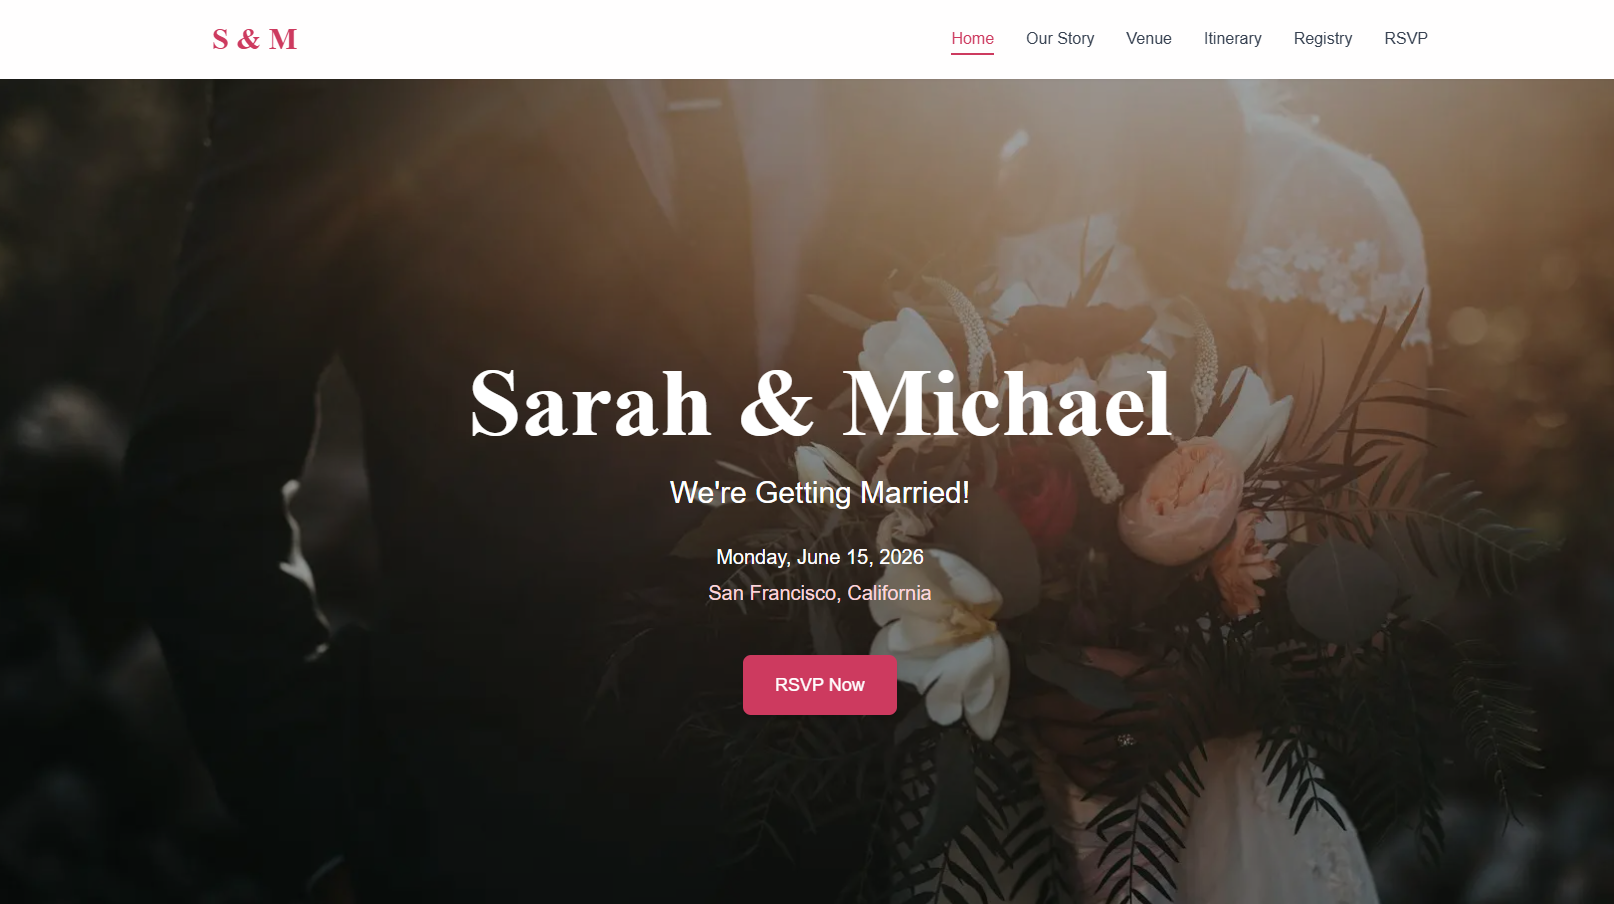 S & M
Home Our Story Venue Itinerary Registry RSVP
Sarah & Michael
We're Getting Married!
Monday, June 15, 2026
San Francisco, California
RSVP Now